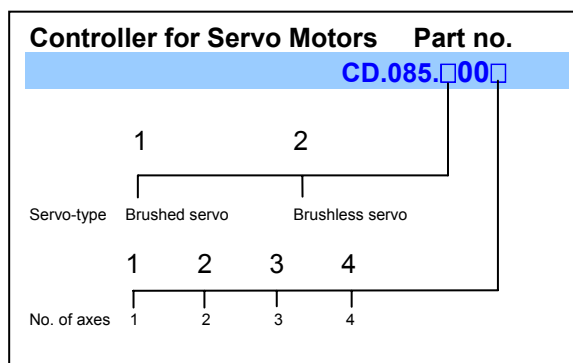 Controller for Servo Motors Part no.
CD.085.□00□
1 2
Servo-type Brushed servo Brushless servo
1 2 3 4
No. of axes 1 2 3 4